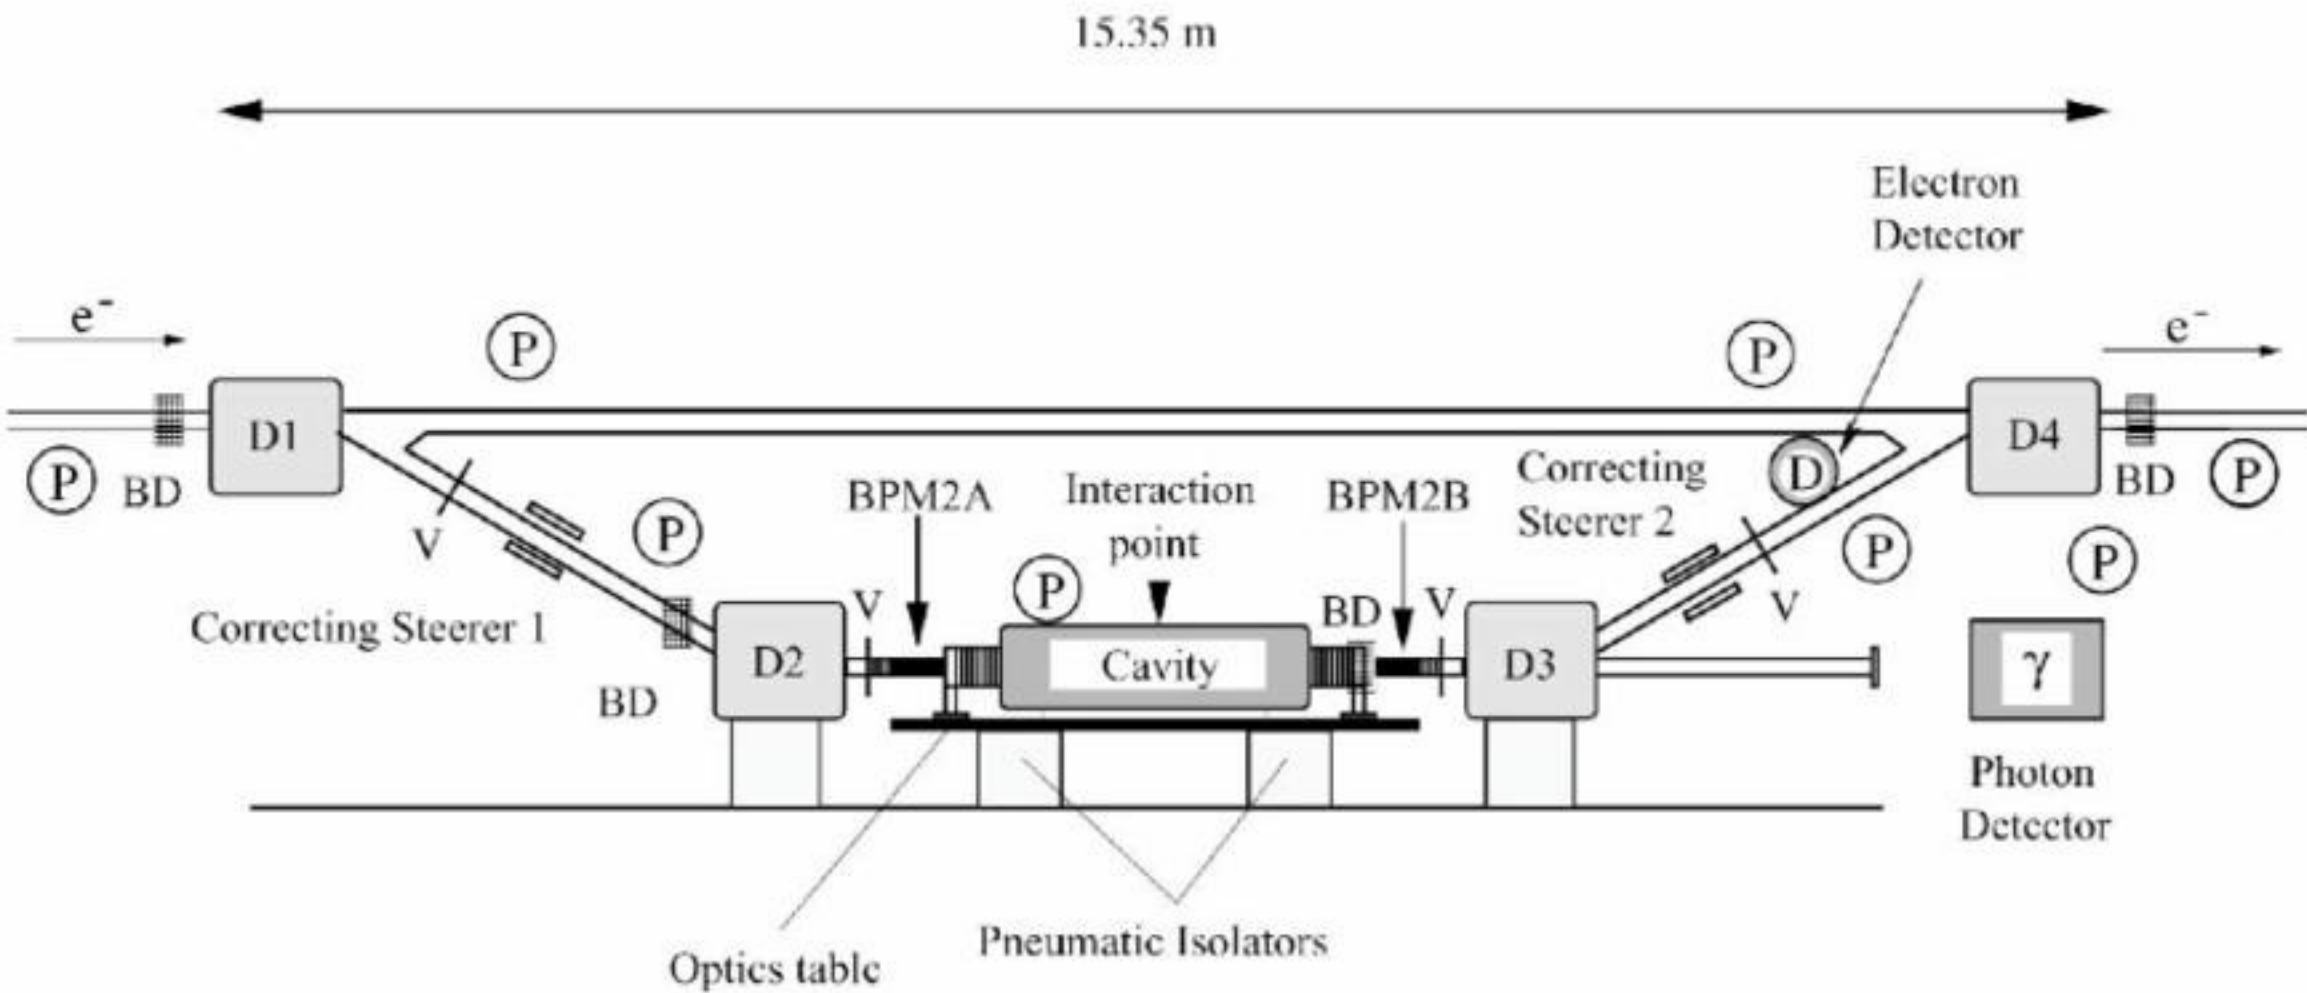 15.35 m
Electron
Detector
e⁻
e⁻
P
P
D1
D4
P
BD
V
P
BPM2A
Interaction
point
BPM2B
Correcting
Steerer 2
D
P
BD
P
P
Correcting Steerer 1
BD
D2
V
P
Cavity
BD
V
D3
V
γ
Photon
Detector
Optics table
Pneumatic Isolators